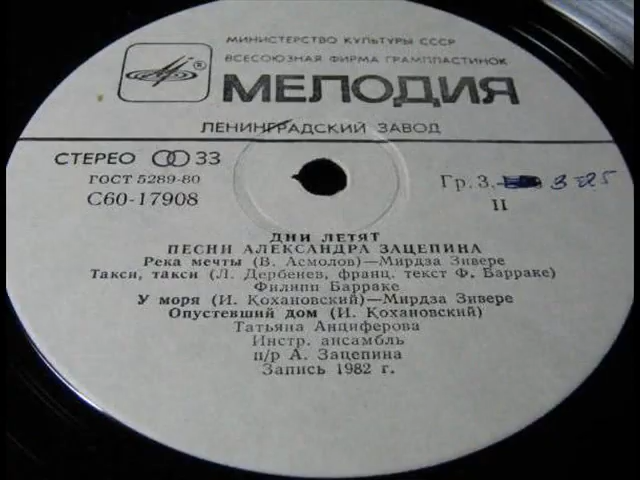 МИНИСТЕРСТВО КУЛЬТУРЫ СССР
ВСЕСОЮЗНАЯ ФИРМА ГРАМПЛАСТИНОК
® МЕЛОДИЯ
ЛЕНИНГРАДСКИЙ ЗАВОД
СТЕРЕО 33
ГОСТ 5289-80
С60-17908
Гр. 3.
II
ДНИ ЛЕТЯТ
ПЕСНИ АЛЕКСАНДРА ЗАЦЕПИНА
Река мечты (В. Асмолов)—Мирдза Зивере
Такси, такси (Л. Дербенев, франц. текст Ф. Барраке)
Филипп Барраке
У моря (И. Кохановский)—Мирдза Зивере
Опустевший дом (И. Кохановский)
Татьяна Анциферова
Инстр. ансамбль
п/р А. Зацепина
Запись 1982 г.